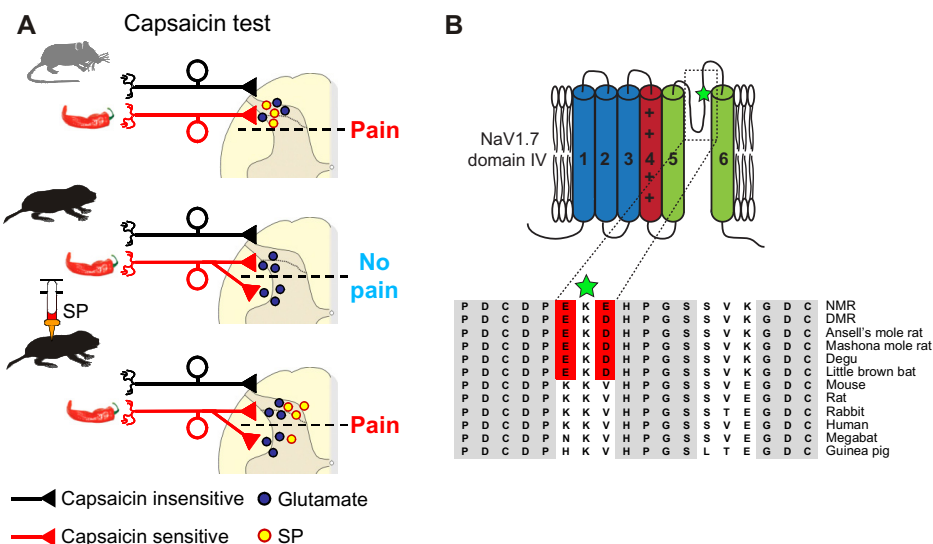 A
Capsaicin test
Pain
No
pain
SP
Pain
Capsaicin insensitive
Glutamate
Capsaicin sensitive
SP
B
NaV1.7
domain IV
1 2 3 4 5 6
+
+
+
+
P D C D P E K E H P G S S V K G D C NMR
P D C D P E K D H P G S S V K G D C DMR
P D C D P E K D H P G S S V K G D C Ansell's mole rat
P D C D P E K D H P G S S V K G D C Mashona mole rat
P D C D P E K D H P G S S V K G D C Degu
P D C D P E K D H P G S S V K G D C Little brown bat
P D C D P K K V H P G S S V E G D C Mouse
P D C D P K K V H P G S S V E G D C Rat
P D C D P K K V H P G S S T E G D C Rabbit
P D C D P K K V H P G S S V E G D C Human
P D C D P N K V H P G S S V E G D C Megabat
P D C D P H K V H P G S L T E G D C Guinea pig